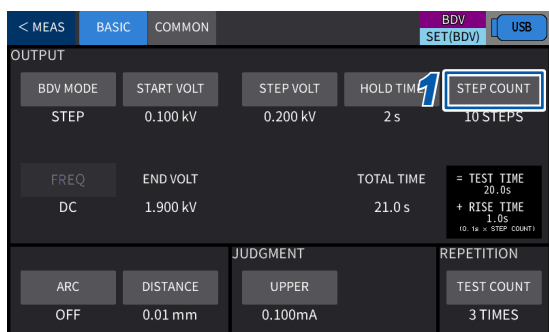 < MEAS BASIC COMMON BDV SET(BDV) USB
OUTPUT
BDV MODE START VOLT STEP VOLT HOLD TIME 1 STEP COUNT
STEP 0.100 kV 0.200 kV 2 s 10 STEPS
FREQ END VOLT TOTAL TIME = TEST TIME
20.0s
DC 1.900 kV 21.0 s + RISE TIME
1.0s
(0.1s × STEP COUNT)
JUDGMENT REPETITION
ARC DISTANCE UPPER TEST COUNT
OFF 0.01 mm 0.100mA 3 TIMES